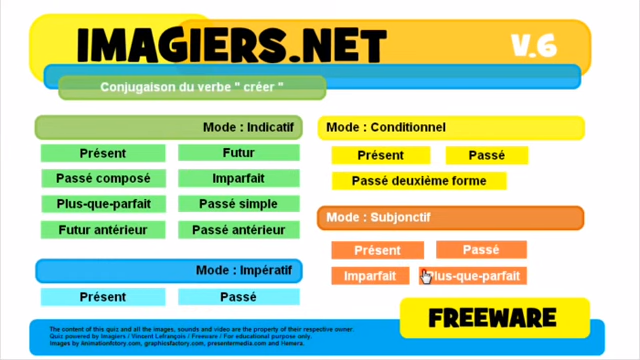 IMAGIERS.NET
V.6
Conjugaison du verbe " créer "
Mode : Indicatif
Présent
Futur
Passé composé
Imparfait
Plus-que-parfait
Passé simple
Futur antérieur
Passé antérieur
Mode : Impératif
Présent
Passé
Mode : Conditionnel
Présent
Passé
Passé deuxième forme
Mode : Subjonctif
Présent
Passé
Imparfait
Plus-que-parfait
FREEWARE
The content of this quiz and all the images, sounds and video are the property of their respective owner.
Quiz powered by Imagiers / Vincent Lefrançois / Freeware / For educational purpose only.
Images by Animationfctory.com, graphicsfactory.com, presentermedia.com and Hemera.